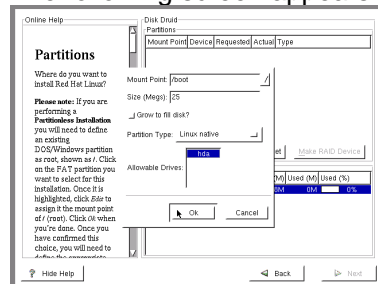 Online Help
Partitions
Where do you want to
install Red Hat Linux?
Please note: If you are
performing a
Partitionless Installation
you will need to define
an existing
DOS/Windows partition
as root, shown as /. Click
on the FAT partition you
want to select for this
installation. Once it is
highlighted, click Edit to
assign it the mount point
of / (root). Click Ok when
you're done. Once you
have confirmed this
choice, you will need to
Hide Help
Disk Druid
Partitions
Mount Point Device Requested Actual Type
Mount Point: /boot
Size (Megs): 25
Grow to fill disk?
Partition Type: Linux native
Allowable Drives: hda
Ok Cancel
Make RAID Device
Used (M) Used (%)
0M 0%
Back Next